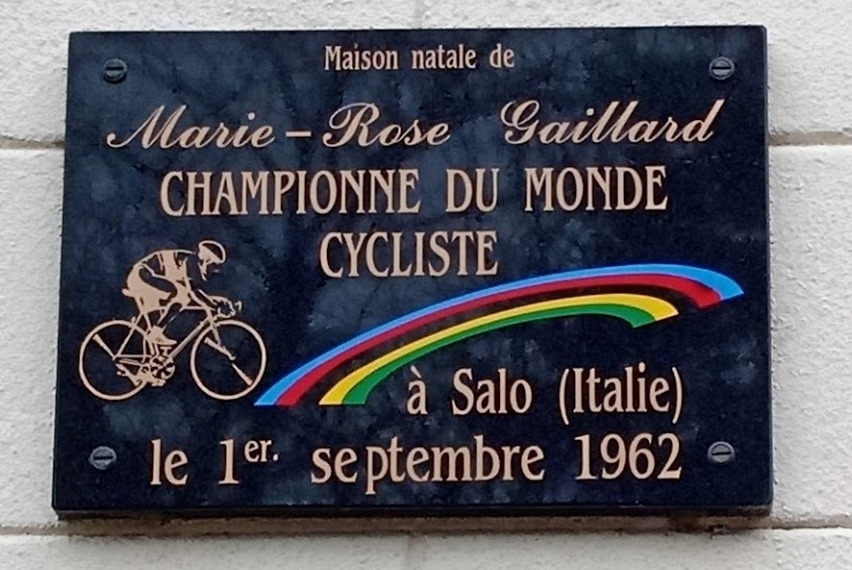 Maison natale de
Marie - Rose Gaillard
CHAMPIONNE DU MONDE
CYCLISTE
à Salo (Italie)
le 1er. septembre 1962